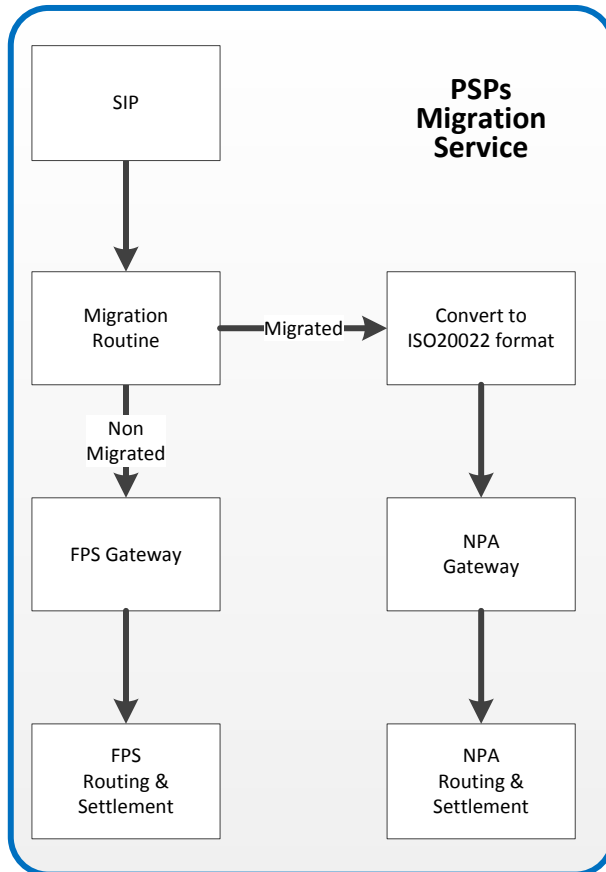 SIP
PSPs
Migration
Service
Migration
Routine
Migrated
Convert to
ISO20022 format
Non
Migrated
FPS Gateway
NPA
Gateway
FPS
Routing &
Settlement
NPA
Routing &
Settlement